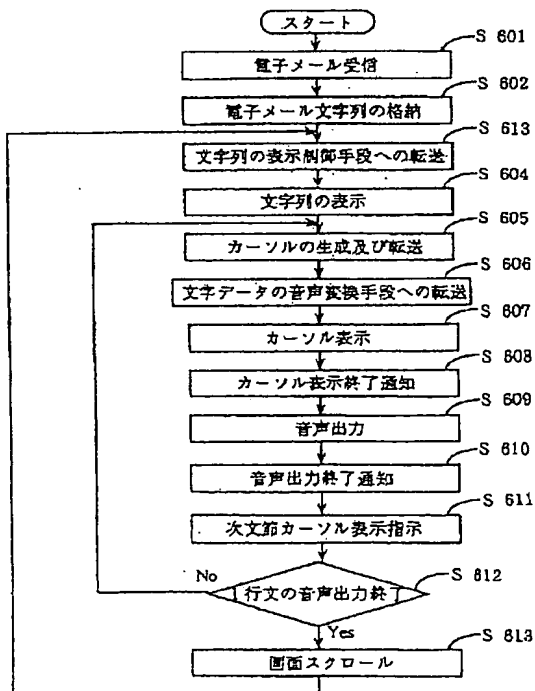 スタート
S 601
電子メール受信
S 602
電子メール文字列の格納
S 613
文字列の表示制御手段への転送
S 604
文字列の表示
S 605
カーソルの生成及び転送
S 606
文字データの音声変換手段への転送
S 607
カーソル表示
S 608
カーソル表示終了通知
S 609
音声出力
S 610
音声出力終了通知
S 611
次文節カーソル表示指示
S 612
No
行文の音声出力終了
Yes
S 613
画面スクロール